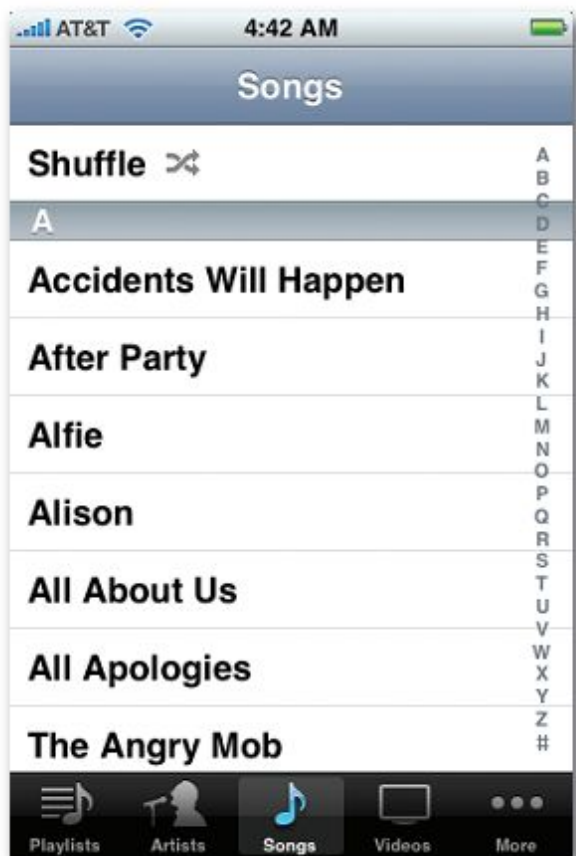 AT&T 4:42 AM
Songs
Shuffle
A
Accidents Will Happen
After Party
Alfie
Alison
All About Us
All Apologies
The Angry Mob
A
B
C
D
E
F
G
H
I
J
K
L
M
N
O
P
Q
R
S
T
U
V
W
X
Y
Z
#
Playlists Artists Songs Videos More